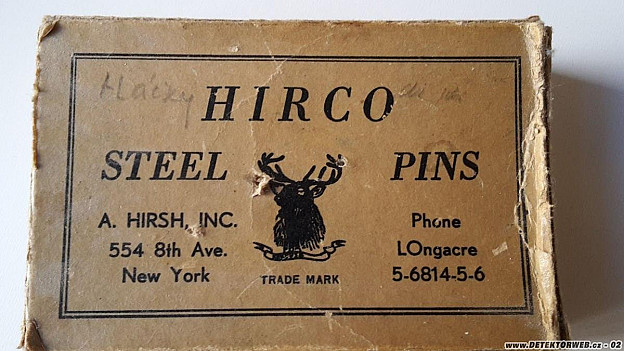 Háčky
HIRCO
STEEL PINS
A. HIRSH, INC.
554 8th Ave.
New York
TRADE MARK
Phone
LOngacre
5-6814-5-6
www.DETEKTORWEB.cz - 02